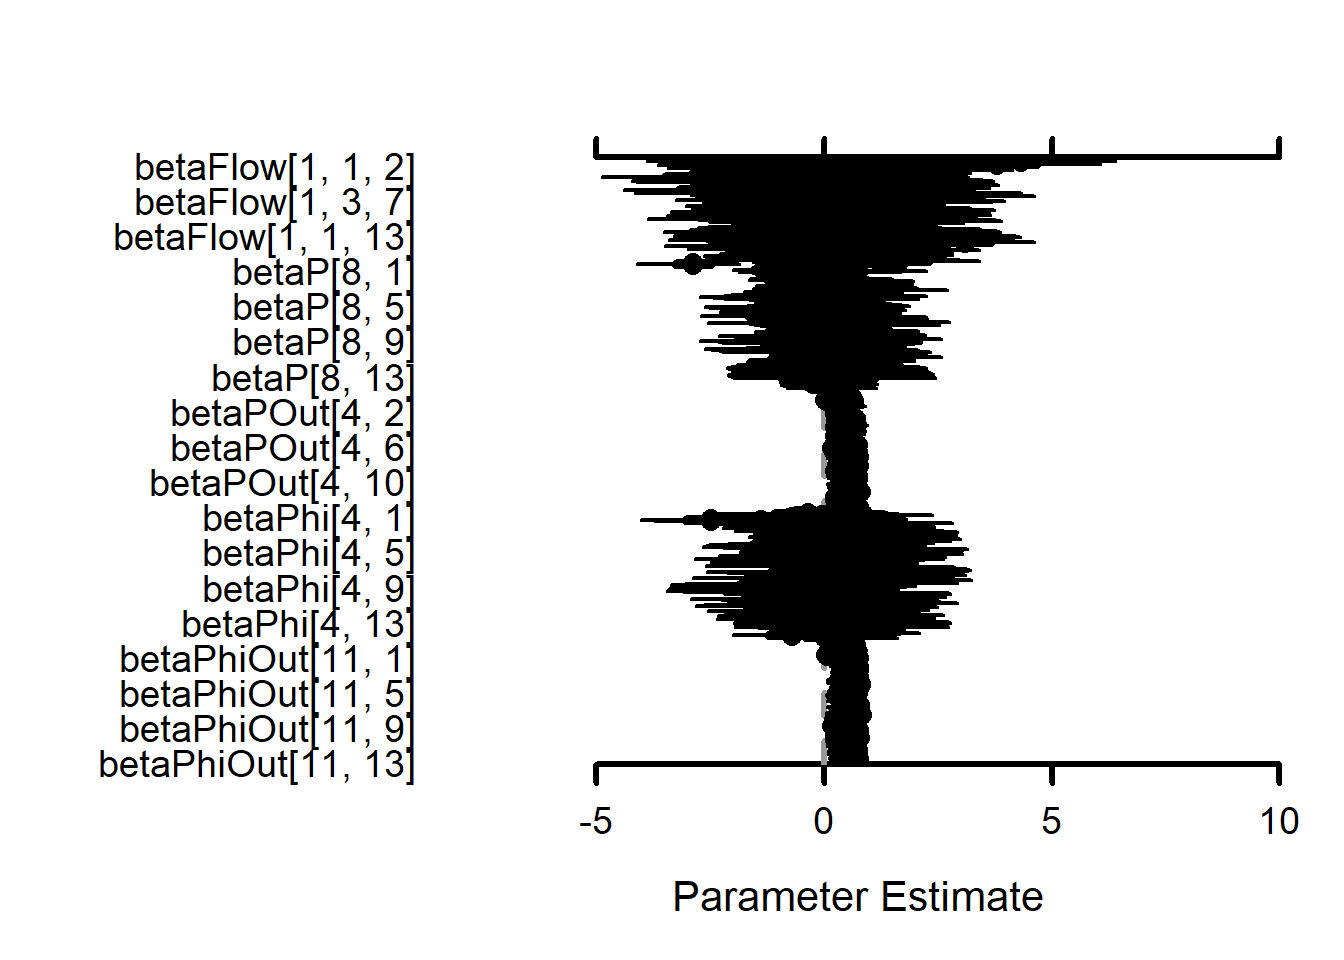 betaFlow[1, 1, 2]
betaFlow[1, 3, 7]
betaFlow[1, 1, 13]
betaP[8, 1]
betaP[8, 5]
betaP[8, 9]
betaP[8, 13]
betaPOut[4, 2]
betaPOut[4, 6]
betaPOut[4, 10]
betaPhi[4, 1]
betaPhi[4, 5]
betaPhi[4, 9]
betaPhi[4, 13]
betaPhiOut[11, 1]
betaPhiOut[11, 5]
betaPhiOut[11, 9]
betaPhiOut[11, 13]
-5 0 5 10
Parameter Estimate